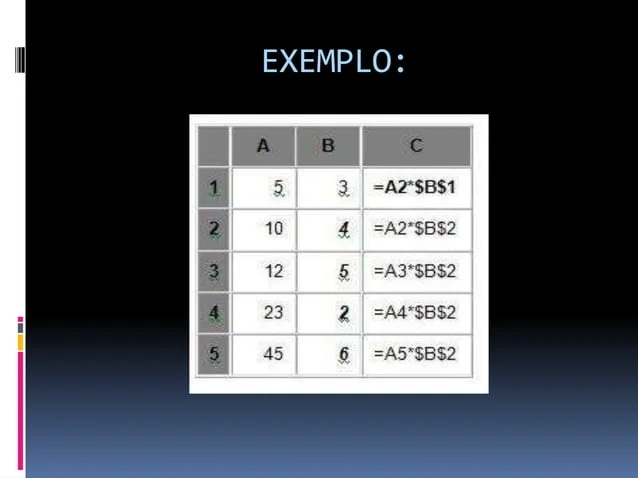 EXEMPLO:
A B C
1 5 3 =A2*$B$1
2 10 4 =A2*$B$2
3 12 5 =A3*$B$2
4 23 2 =A4*$B$2
5 45 6 =A5*$B$2